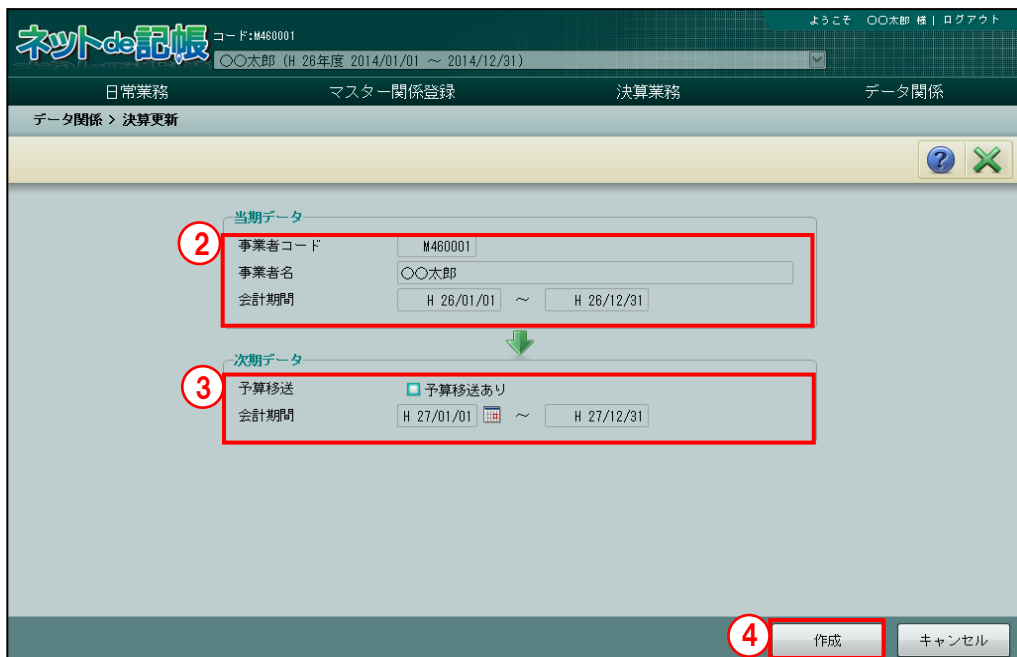 ようこそ 〇〇太郎 様 | ログアウト
ネットde記帳
コード:M460001
〇〇太郎 (H 26年度 2014/01/01 ～ 2014/12/31)
日常業務 マスター関係登録 決算業務 データ関係
データ関係 > 決算更新
?
当期データ
②
事業者コード M460001
事業者名 〇〇太郎
会計期間 H 26/01/01 ～ H 26/12/31
次期データ
③
予算移送 予算移送あり
会計期間 H 27/01/01 ～ H 27/12/31
④
作成 キャンセル